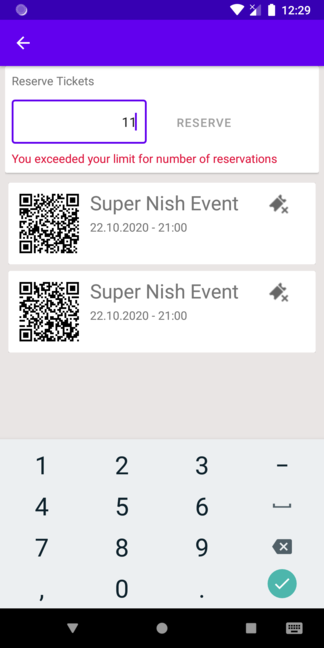 12:29
Reserve Tickets
11
RESERVE
You exceeded your limit for number of reservations
Super Nish Event
22.10.2020 - 21:00
Super Nish Event
22.10.2020 - 21:00
1 2 3 −
4 5 6
7 8 9
, 0 .